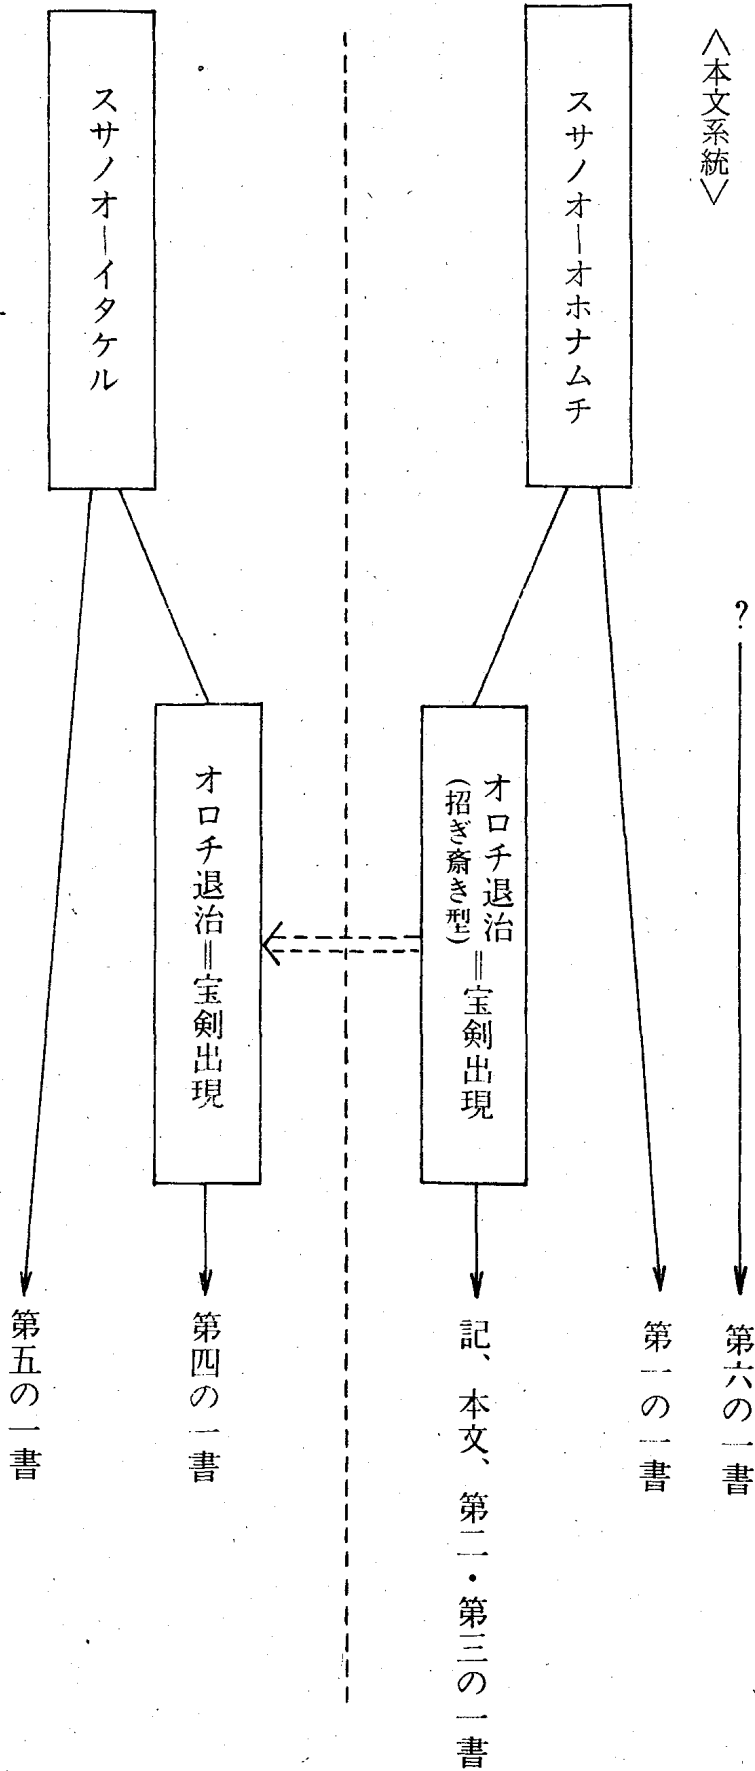 〈本文系統〉
?
第六の一書
スサノオ―オホナムチ
第一の一書
オロチ退治
(招ぎ斎き型)
＝宝剣出現
記、本文、第二・第三の一書
オロチ退治＝宝剣出現
第四の一書
スサノオ―イタケル
第五の一書